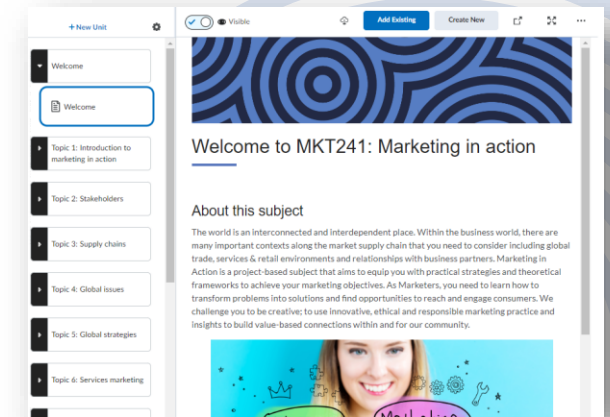 + New Unit
Visible
Add Existing
Create New
Welcome
Welcome
Topic 1: Introduction to
marketing in action
Topic 2: Stakeholders
Topic 3: Supply chains
Topic 4: Global issues
Topic 5: Global strategies
Topic 6: Services marketing
Welcome to MKT241: Marketing in action
About this subject
The world is an interconnected and interdependent place. Within the business world, there are
many important contexts along the market supply chain that you need to consider including global
trade, services & retail environments and relationships with business partners. Marketing in
Action is a project-based subject that aims to equip you with practical strategies and theoretical
frameworks to achieve your marketing objectives. As Marketers, you need to learn how to
transform problems into solutions and find opportunities to reach and engage consumers. We
challenge you to be creative; to use innovative, ethical and responsible marketing practice and
insights to build value-based connections within and for our community.
Marketing